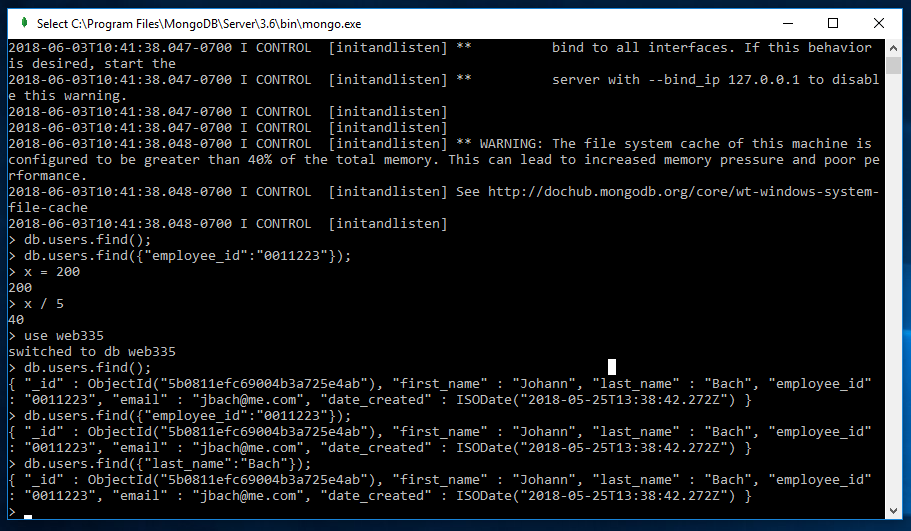 Select C:\Program Files\MongoDB\Server\3.6\bin\mongo.exe
2018-06-03T10:41:38.047-0700 I CONTROL  [initandlisten] **          bind to all interfaces. If this behavior
is desired, start the
2018-06-03T10:41:38.047-0700 I CONTROL  [initandlisten] **          server with --bind_ip 127.0.0.1 to disabl
e this warning.
2018-06-03T10:41:38.047-0700 I CONTROL  [initandlisten]
2018-06-03T10:41:38.047-0700 I CONTROL  [initandlisten]
2018-06-03T10:41:38.048-0700 I CONTROL  [initandlisten] ** WARNING: The file system cache of this machine is
configured to be greater than 40% of the total memory. This can lead to increased memory pressure and poor pe
rformance.
2018-06-03T10:41:38.048-0700 I CONTROL  [initandlisten] See http://dochub.mongodb.org/core/wt-windows-system-
file-cache
2018-06-03T10:41:38.048-0700 I CONTROL  [initandlisten]
> db.users.find();
> db.users.find({"employee_id":"0011223"});
> x = 200
200
> x / 5
40
> use web335
switched to db web335
> db.users.find();
{ "_id" : ObjectId("5b0811efc69004b3a725e4ab"), "first_name" : "Johann", "last_name" : "Bach", "employee_id"
: "0011223", "email" : "jbach@me.com", "date_created" : ISODate("2018-05-25T13:38:42.272Z") }
> db.users.find({"employee_id":"0011223"});
{ "_id" : ObjectId("5b0811efc69004b3a725e4ab"), "first_name" : "Johann", "last_name" : "Bach", "employee_id"
: "0011223", "email" : "jbach@me.com", "date_created" : ISODate("2018-05-25T13:38:42.272Z") }
> db.users.find({"last_name":"Bach"});
{ "_id" : ObjectId("5b0811efc69004b3a725e4ab"), "first_name" : "Johann", "last_name" : "Bach", "employee_id"
: "0011223", "email" : "jbach@me.com", "date_created" : ISODate("2018-05-25T13:38:42.272Z") }
>